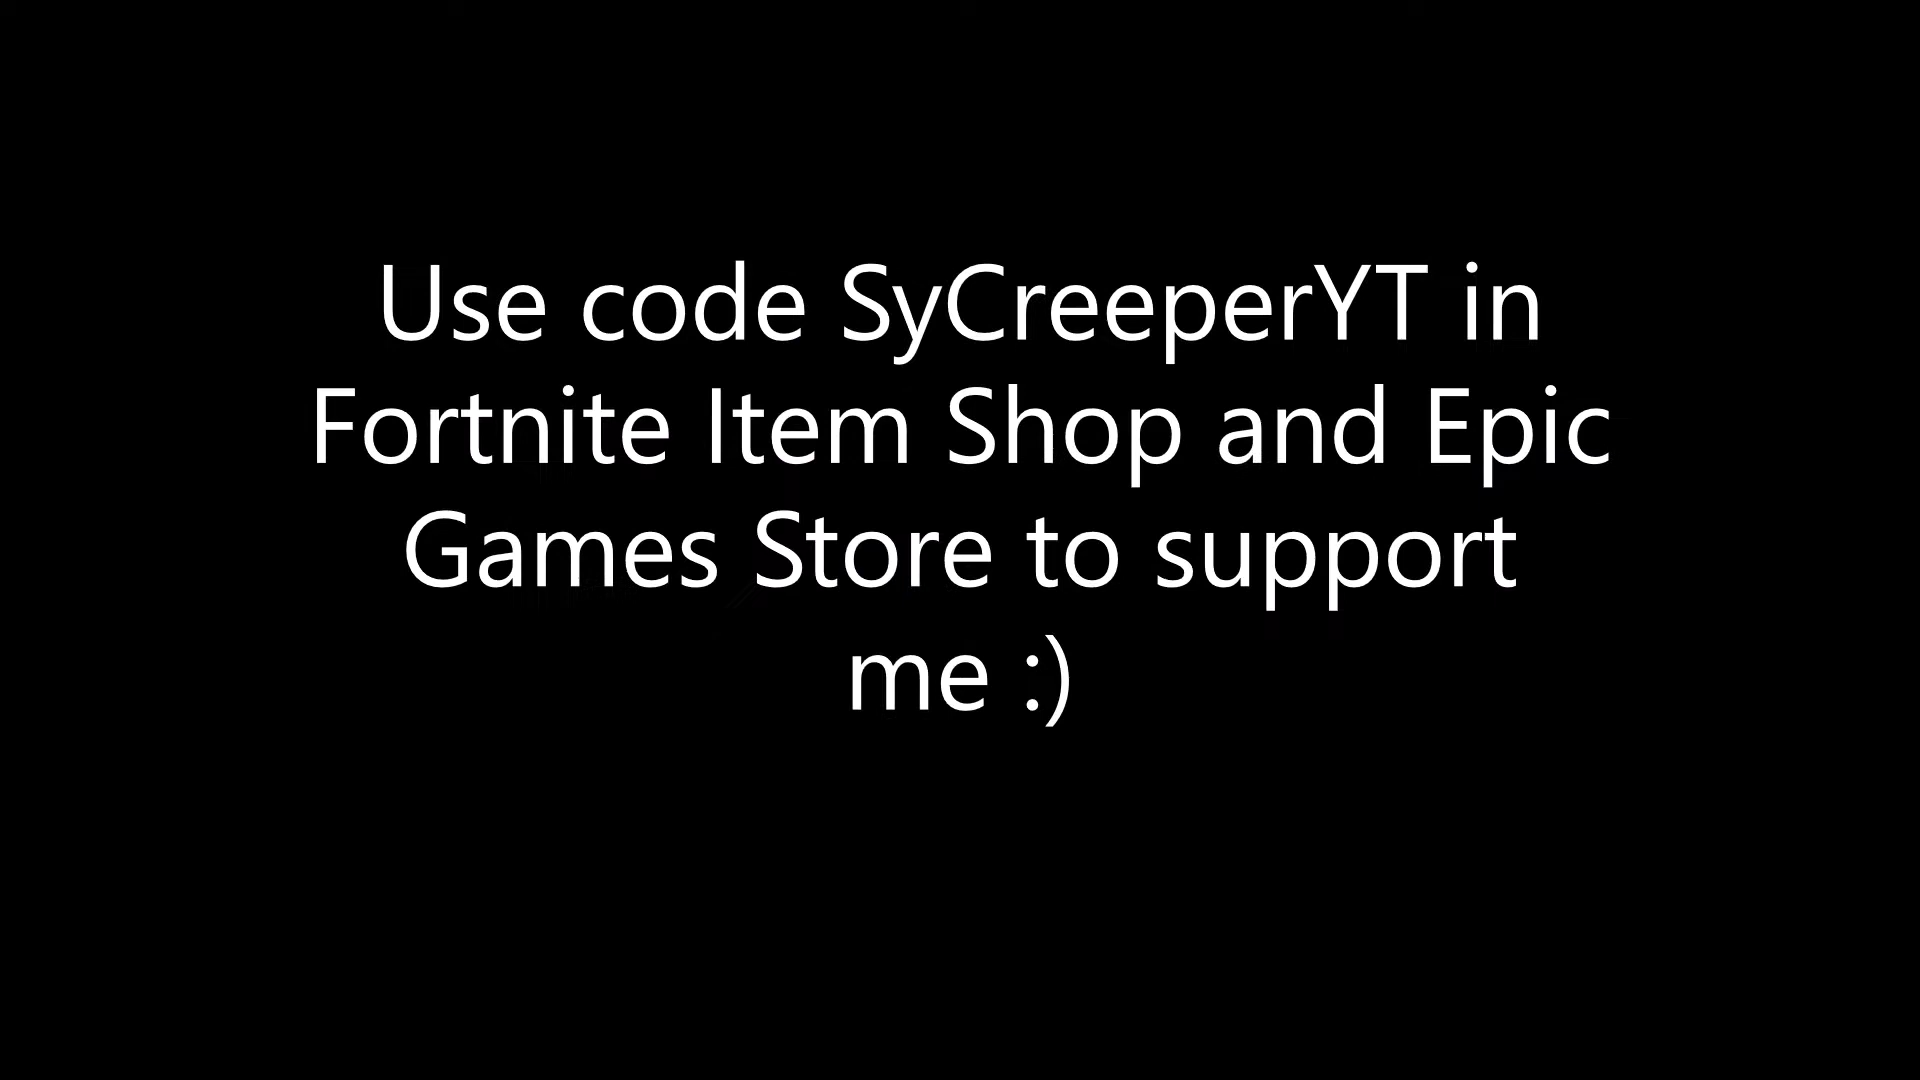 Use code SyCreeperYT in
Fortnite Item Shop and Epic
Games Store to support
me :)